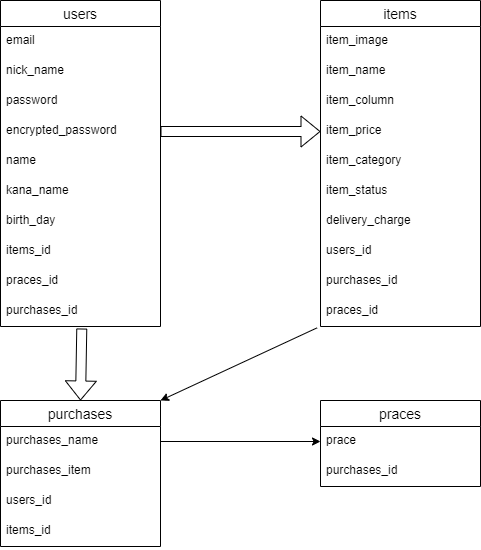 users
email
nick_name
password
encrypted_password
name
kana_name
birth_day
items_id
praces_id
purchases_id
items
item_image
item_name
item_column
item_price
item_category
item_status
delivery_charge
users_id
purchases_id
praces_id
purchases
purchases_name
purchases_item
users_id
items_id
praces
prace
purchases_id